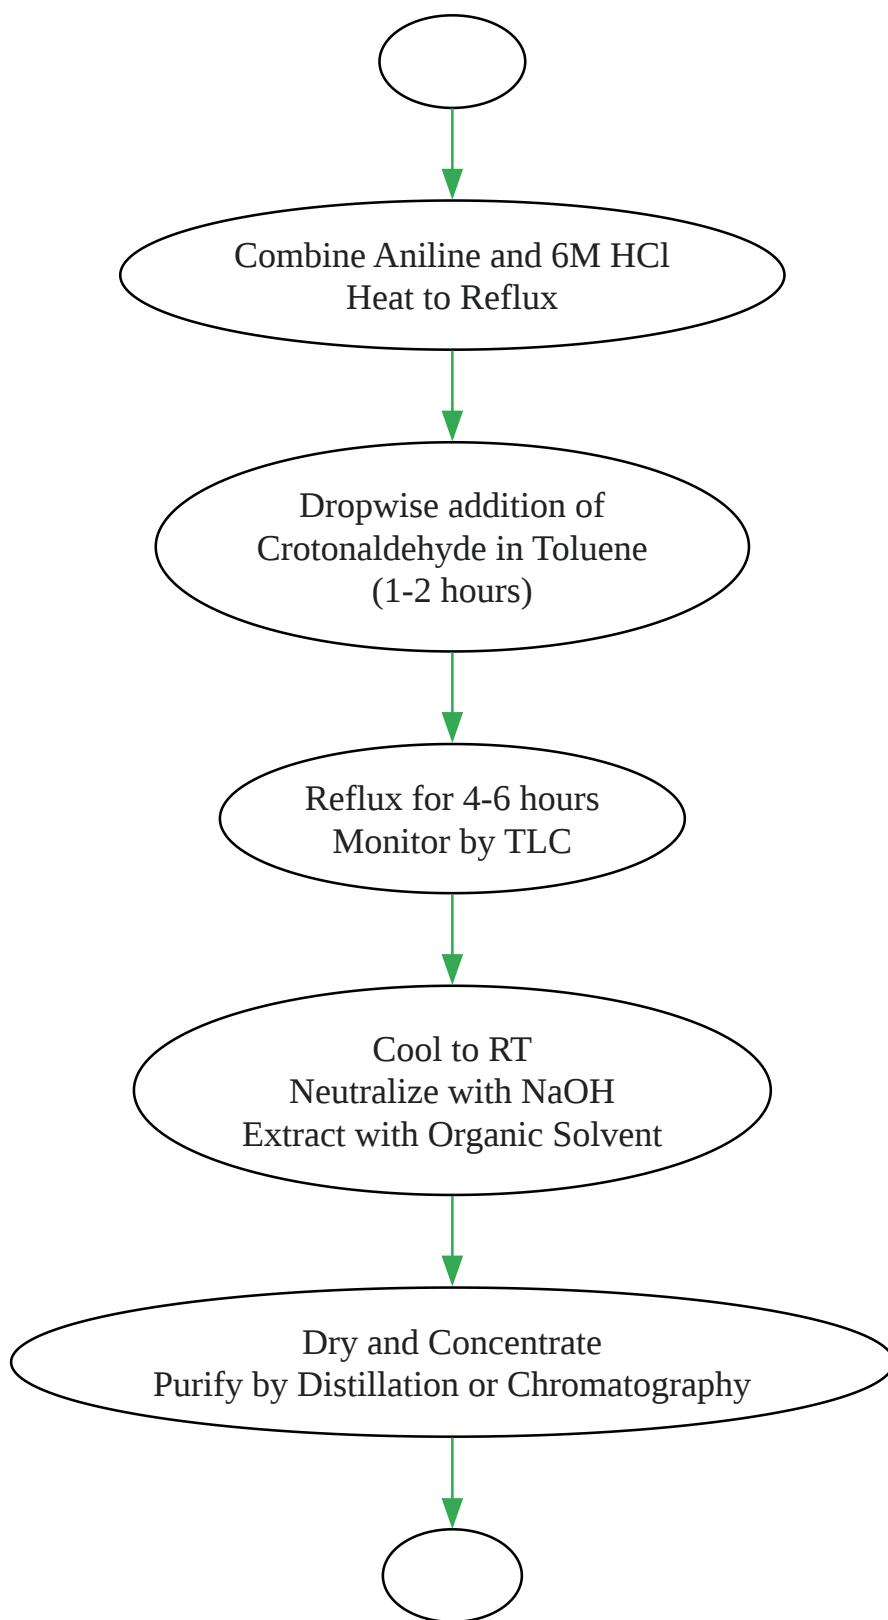 Combine Aniline and 6M HCl
Heat to Reflux
Dropwise addition of
Crotonaldehyde in Toluene
(1-2 hours)
Reflux for 4-6 hours
Monitor by TLC
Cool to RT
Neutralize with NaOH
Extract with Organic Solvent
Dry and Concentrate
Purify by Distillation or Chromatography